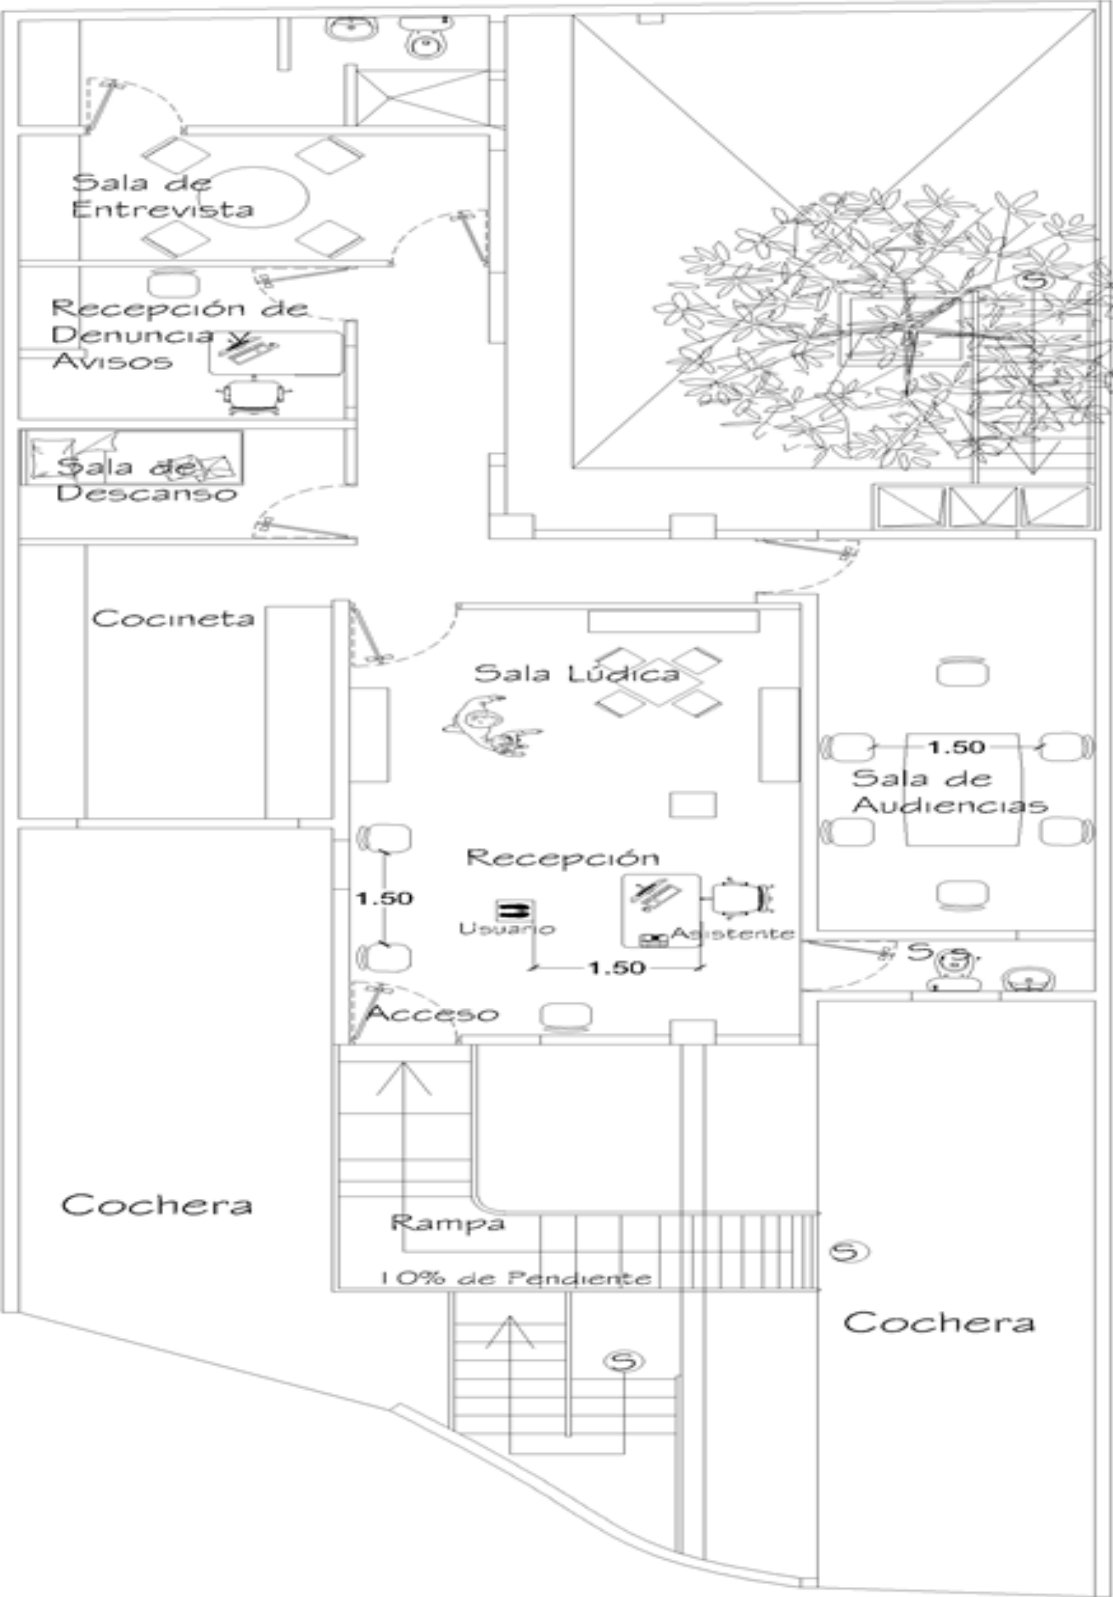 Sala de
Entrevista
S
Recepción de
Denuncia y
Avisos
Sala de
Descanso
Cocineta
Sala Lúdica
1.50
Sala de
Audiencias
Recepción
1.50
Usuario
Asistente
S.S.
1.50
Acceso
Cochera
Rampa
S
10% de Pendiente
Cochera
S